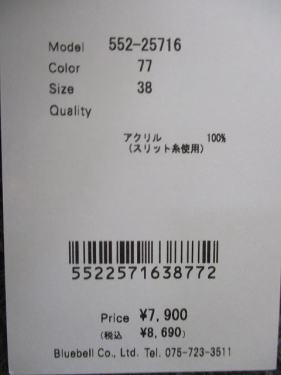 Model 552-25716
Color 77
Size 38
Quality
アクリル 100%
(スリット糸使用)
5522571638772
Price ¥7,900
(税込 ¥8,690)
Bluebell Co., Ltd. Tel. 075-723-3511